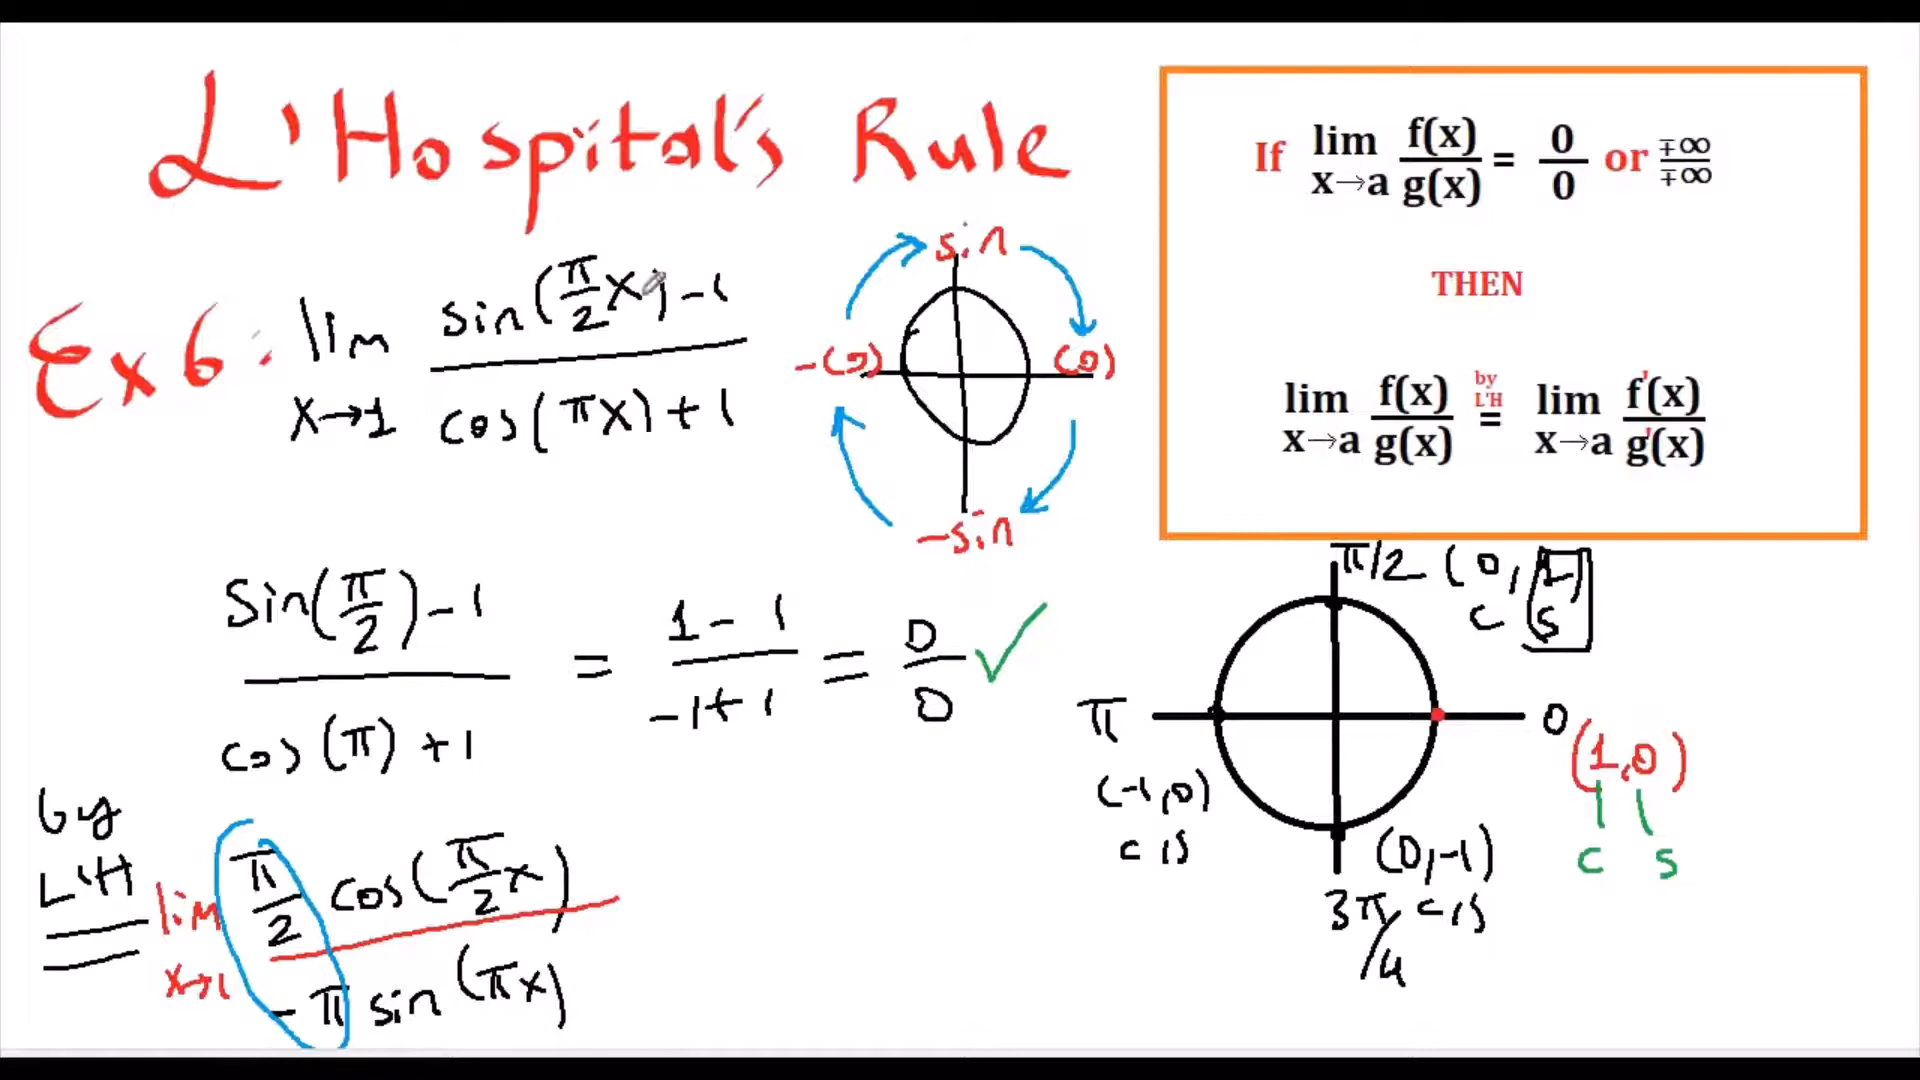 L'Hospital's Rule
If lim x→a f(x)/g(x) = 0/0 or ∓∞/∓∞
THEN
lim x→a f(x)/g(x) by L'H = lim x→a f'(x)/g'(x)
Ex 6: lim x→1 (sin(π/2 x) - 1)/(cos(πx) + 1)
sin
-(0) (0)
-sin
(sin(π/2) - 1)/(cos(π) + 1) = (1 - 1)/(-1 + 1) = 0/0 ✓
π/2 (0, 1)
c s
π
0
(1,0)
c s
(-1,0)
c s
(0,-1)
3π/4 c s
by L'H = lim x→1 (π/2 cos(π/2 x))/(-π sin(πx))